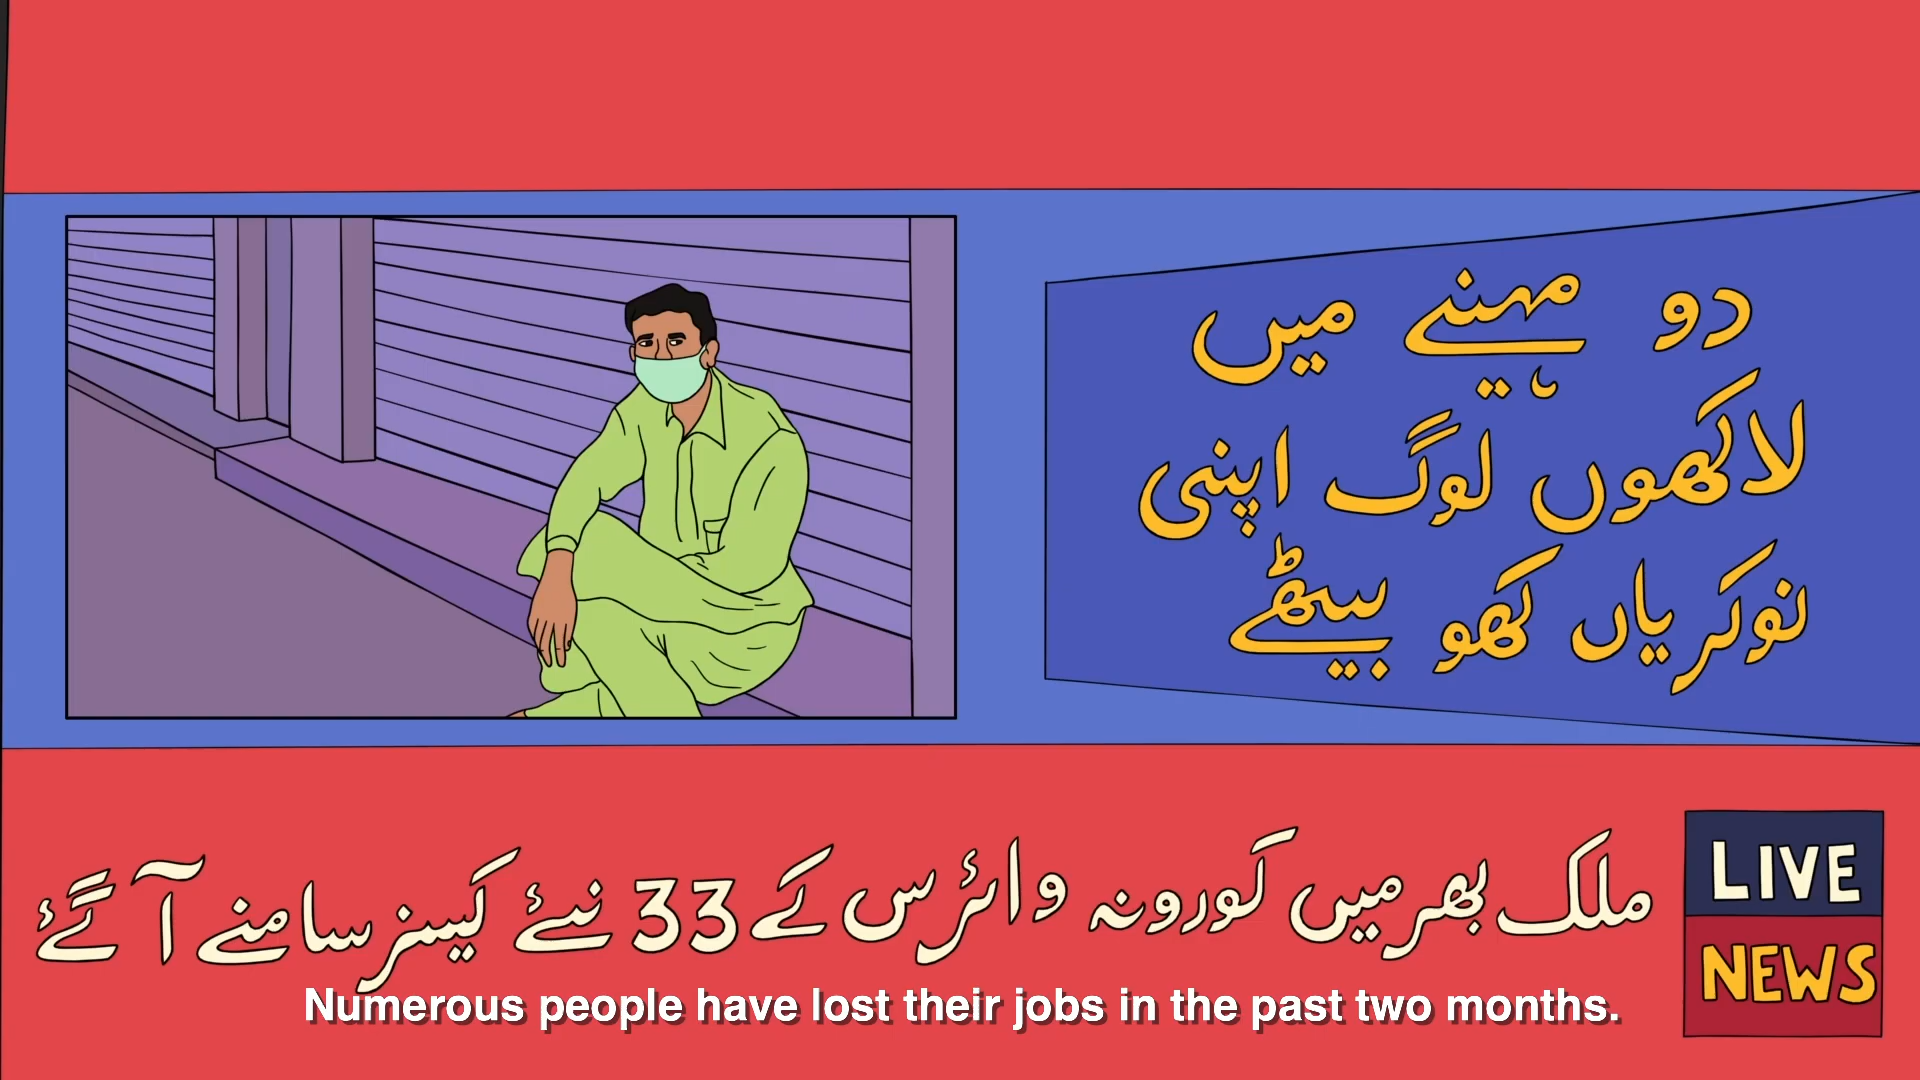 دو مہینے میں
لاکھوں لوگ اپنی
نوکریاں کھو بیٹھے
ملک بھر میں کورونہ وائرس کے 33 نئے کیسز سامنے آ گئے
LIVE
NEWS
Numerous people have lost their jobs in the past two months.